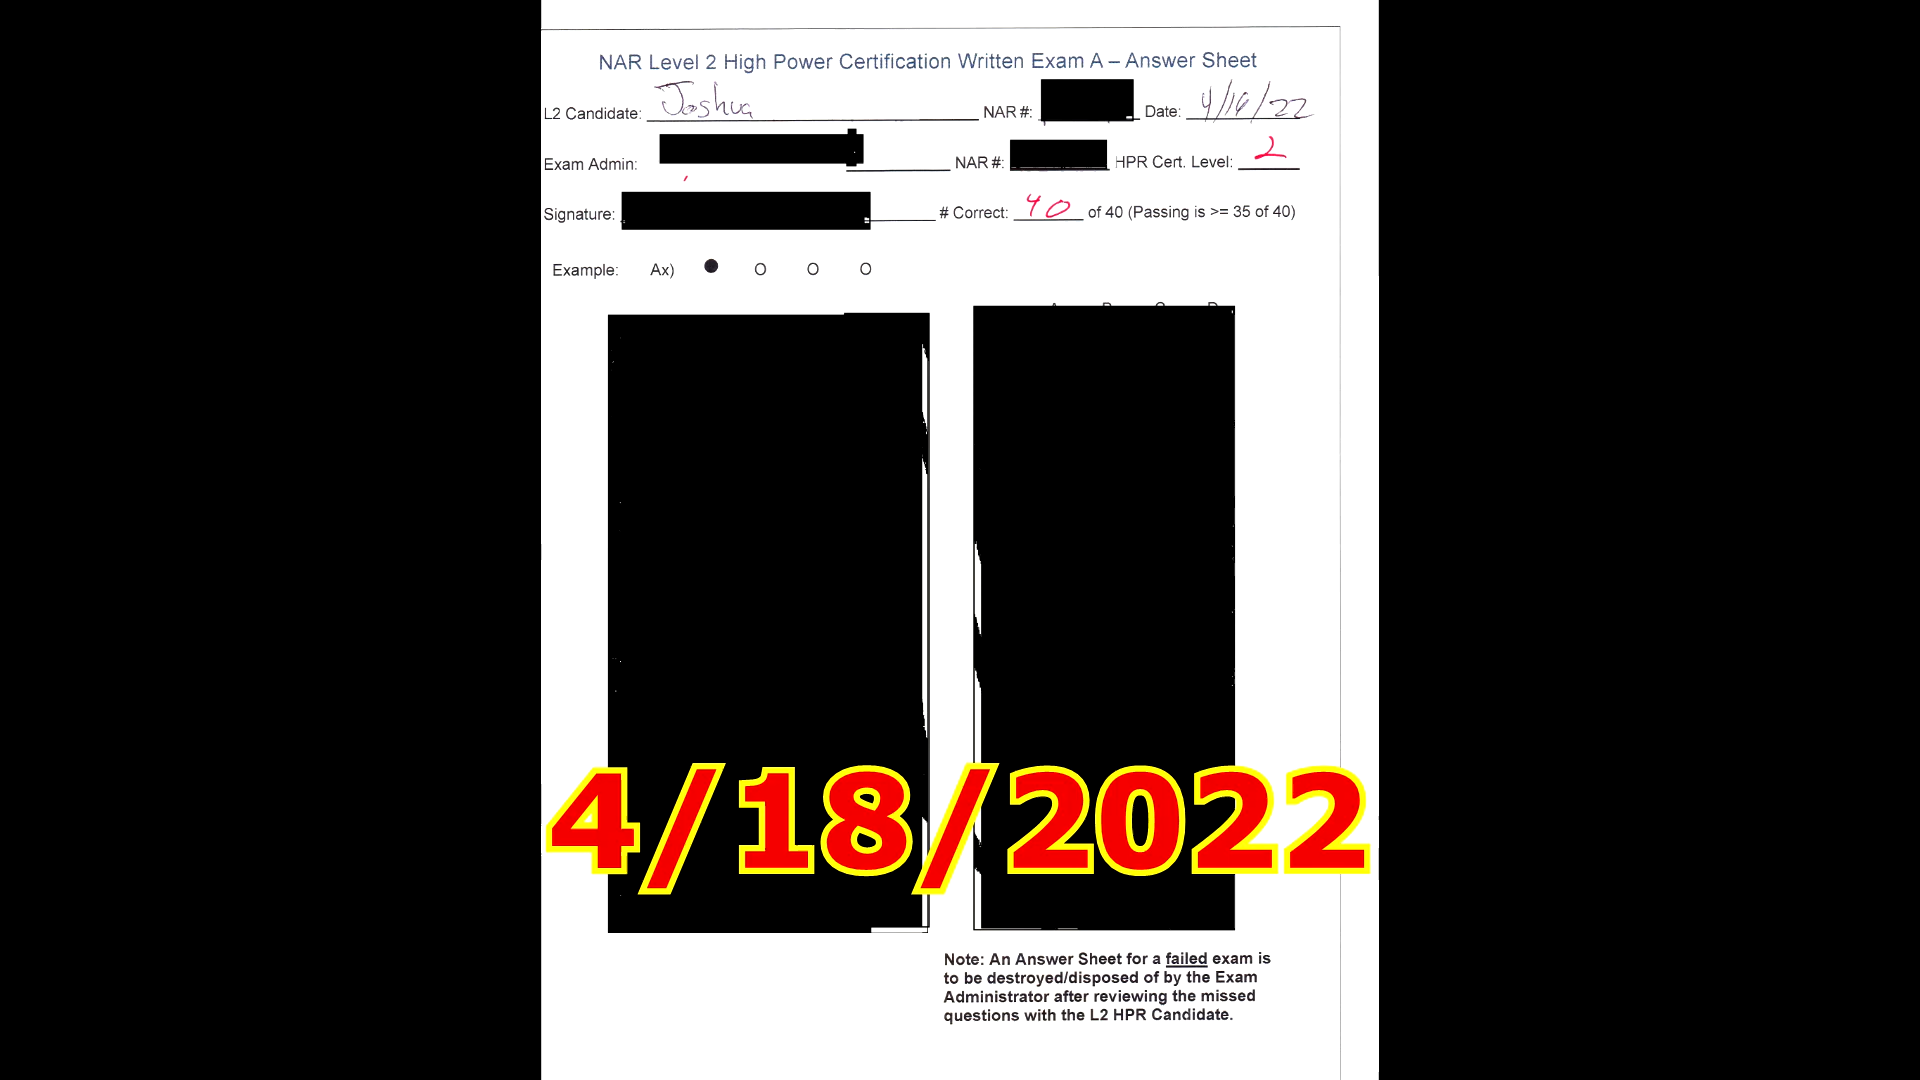 NAR Level 2 High Power Certification Written Exam A – Answer Sheet
L2 Candidate: Joshua NAR #: Date: 4/18/22
Exam Admin: NAR #: HPR Cert. Level: 2
Signature: # Correct: 40 of 40 (Passing is >= 35 of 40)
Example: Ax)
4/18/2022
Note: An Answer Sheet for a failed exam is
to be destroyed/disposed of by the Exam
Administrator after reviewing the missed
questions with the L2 HPR Candidate.